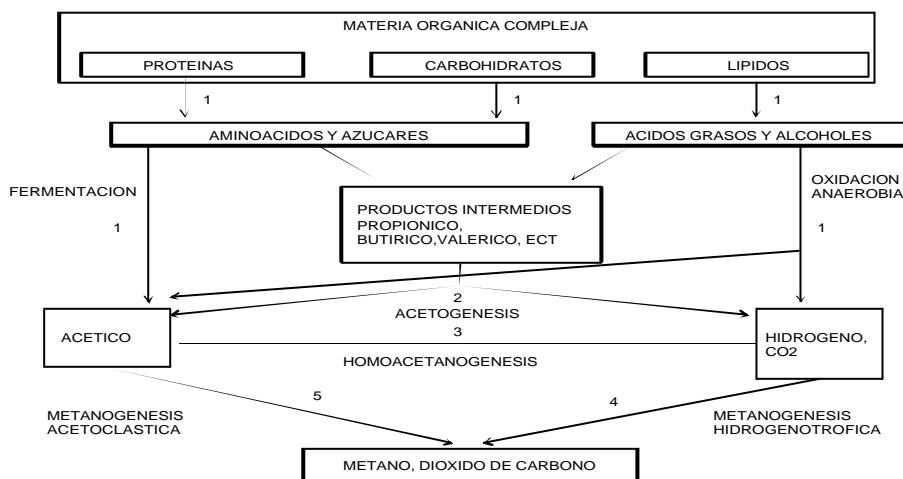 MATERIA ORGANICA COMPLEJA
PROTEINAS
CARBOHIDRATOS
LIPIDOS
1
1
1
AMINOACIDOS Y AZUCARES
ACIDOS GRASOS Y ALCOHOLES
FERMENTACION
OXIDACION
ANAEROBIA
PRODUCTOS INTERMEDIOS
PROPIONICO,
BUTIRICO,VALERICO, ECT
1
1
2
ACETOGENESIS
ACETICO
3
HIDROGENO,
CO2
HOMOACETANOGENESIS
5
4
METANOGENESIS
ACETOCLASTICA
METANOGENESIS
HIDROGENOTROFICA
METANO, DIOXIDO DE CARBONO